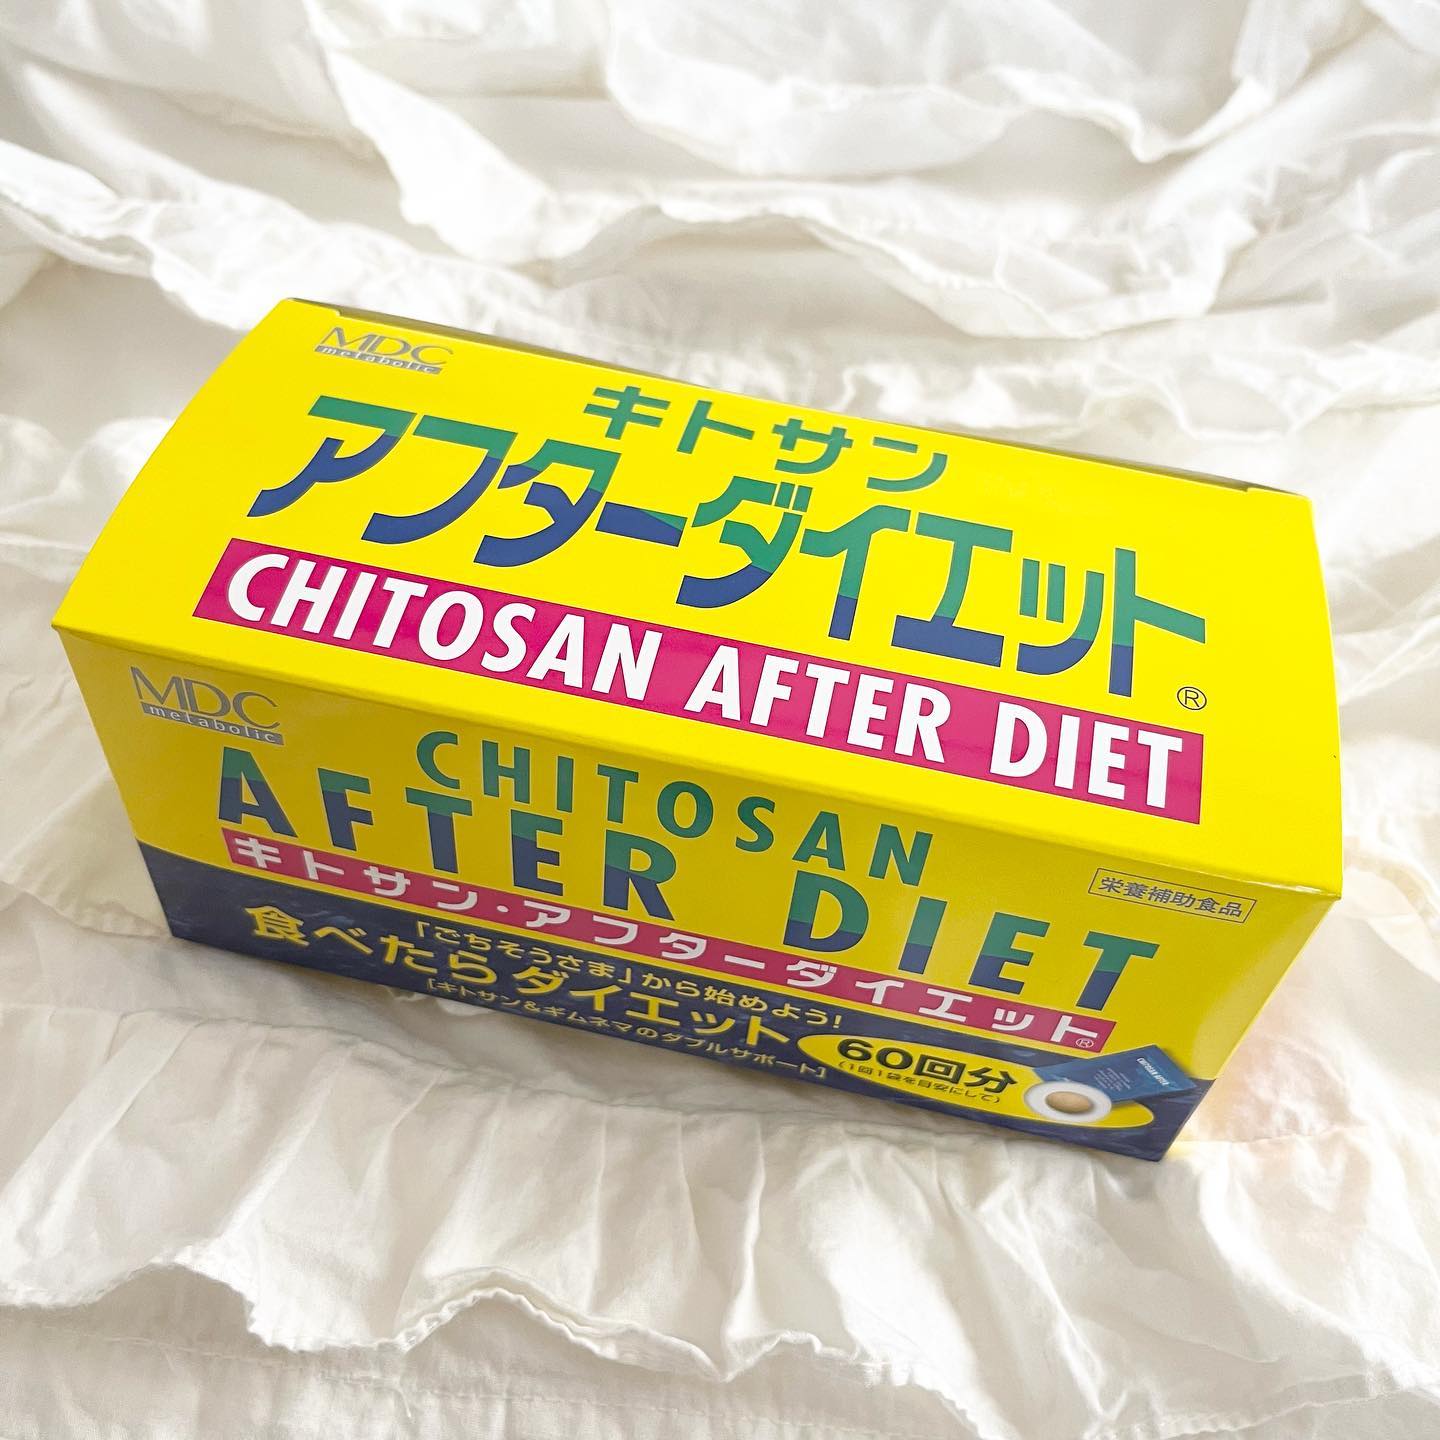 MDC
metabolic
キトサン
アフターダイエット®
CHITOSAN AFTER DIET
MDC
metabolic
CHITOSAN
AFTER DIET
キトサン・アフターダイエット®
栄養補助食品
「ごちそうさま」から始めよう!
食べたらダイエット
[キトサン&ギムネマのダブルサポート]
60回分
(1回1袋を目安にして)
CHITOSAN AFTER